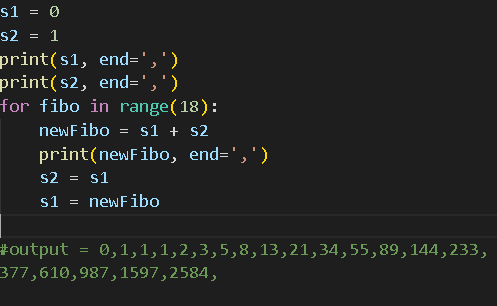 s1 = 0
s2 = 1
print(s1, end=',')
print(s2, end=',')
for fibo in range(18):
    newFibo = s1 + s2
    print(newFibo, end=',')
    s2 = s1
    s1 = newFibo
#output = 0,1,1,1,2,3,5,8,13,21,34,55,89,144,233,
377,610,987,1597,2584,